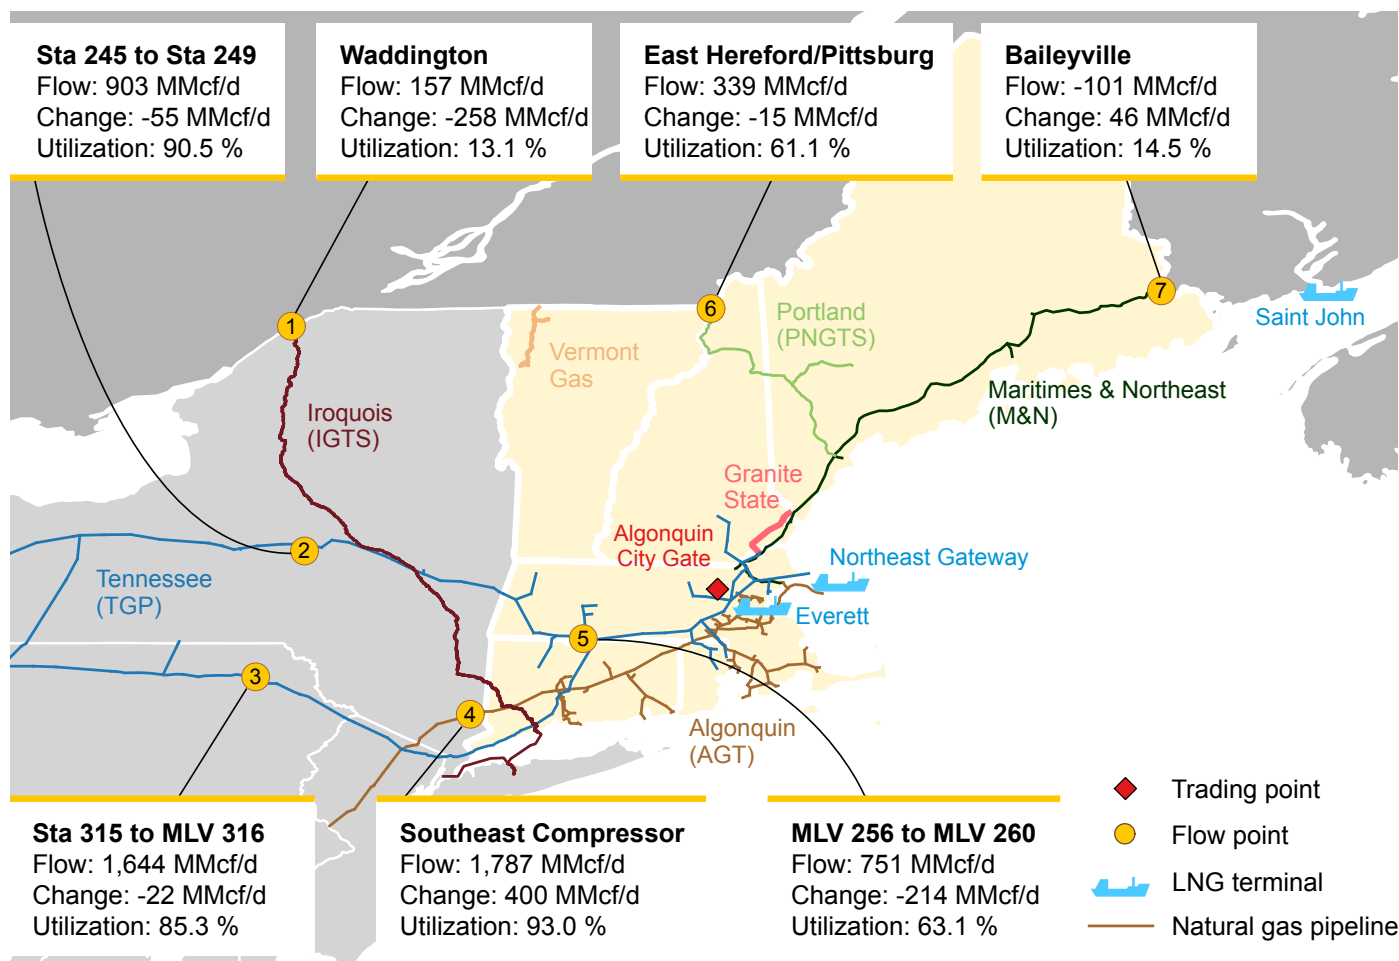 Sta 245 to Sta 249
Flow: 903 MMcf/d
Change: -55 MMcf/d
Utilization: 90.5 %
Waddington
Flow: 157 MMcf/d
Change: -258 MMcf/d
Utilization: 13.1 %
East Hereford/Pittsburg
Flow: 339 MMcf/d
Change: -15 MMcf/d
Utilization: 61.1 %
Baileyville
Flow: -101 MMcf/d
Change: 46 MMcf/d
Utilization: 14.5 %
1
6
7
Saint John
Portland
(PNGTS)
Vermont
Gas
Maritimes & Northeast
(M&N)
Iroquois
(IGTS)
Granite
State
Algonquin
City Gate
2
Northeast Gateway
Tennessee
(TGP)
Everett
5
3
4
Algonquin
(AGT)
Sta 315 to MLV 316
Flow: 1,644 MMcf/d
Change: -22 MMcf/d
Utilization: 85.3 %
Southeast Compressor
Flow: 1,787 MMcf/d
Change: 400 MMcf/d
Utilization: 93.0 %
MLV 256 to MLV 260
Flow: 751 MMcf/d
Change: -214 MMcf/d
Utilization: 63.1 %
Trading point
Flow point
LNG terminal
Natural gas pipeline